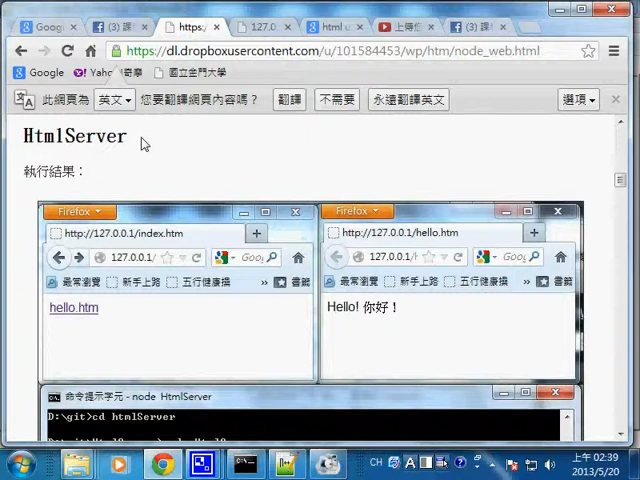 Goog
(3) 課
https:/
127.0.
html u
上傳您
(3) 課
https://dl.dropboxusercontent.com/u/101584453/wp/htm/node_web.html
Google
Yahoo!奇摩
國立金門大學
此網頁為
英文
您要翻譯網頁內容嗎？
翻譯
不需要
永遠翻譯英文
選項
HtmlServer
執行結果：
Firefox
http://127.0.0.1/index.htm
127.0.0.1/
Goo
最常瀏覽
新手上路
五行健康操
書籤
hello.htm
Firefox
http://127.0.0.1/hello.htm
127.0.0.1/h
Goo
最常瀏覽
新手上路
五行健康操
書籤
Hello! 你好！
命令提示字元 - node HtmlServer
D:\git>cd htmlServer
CH
上午 02:39
2013/5/20